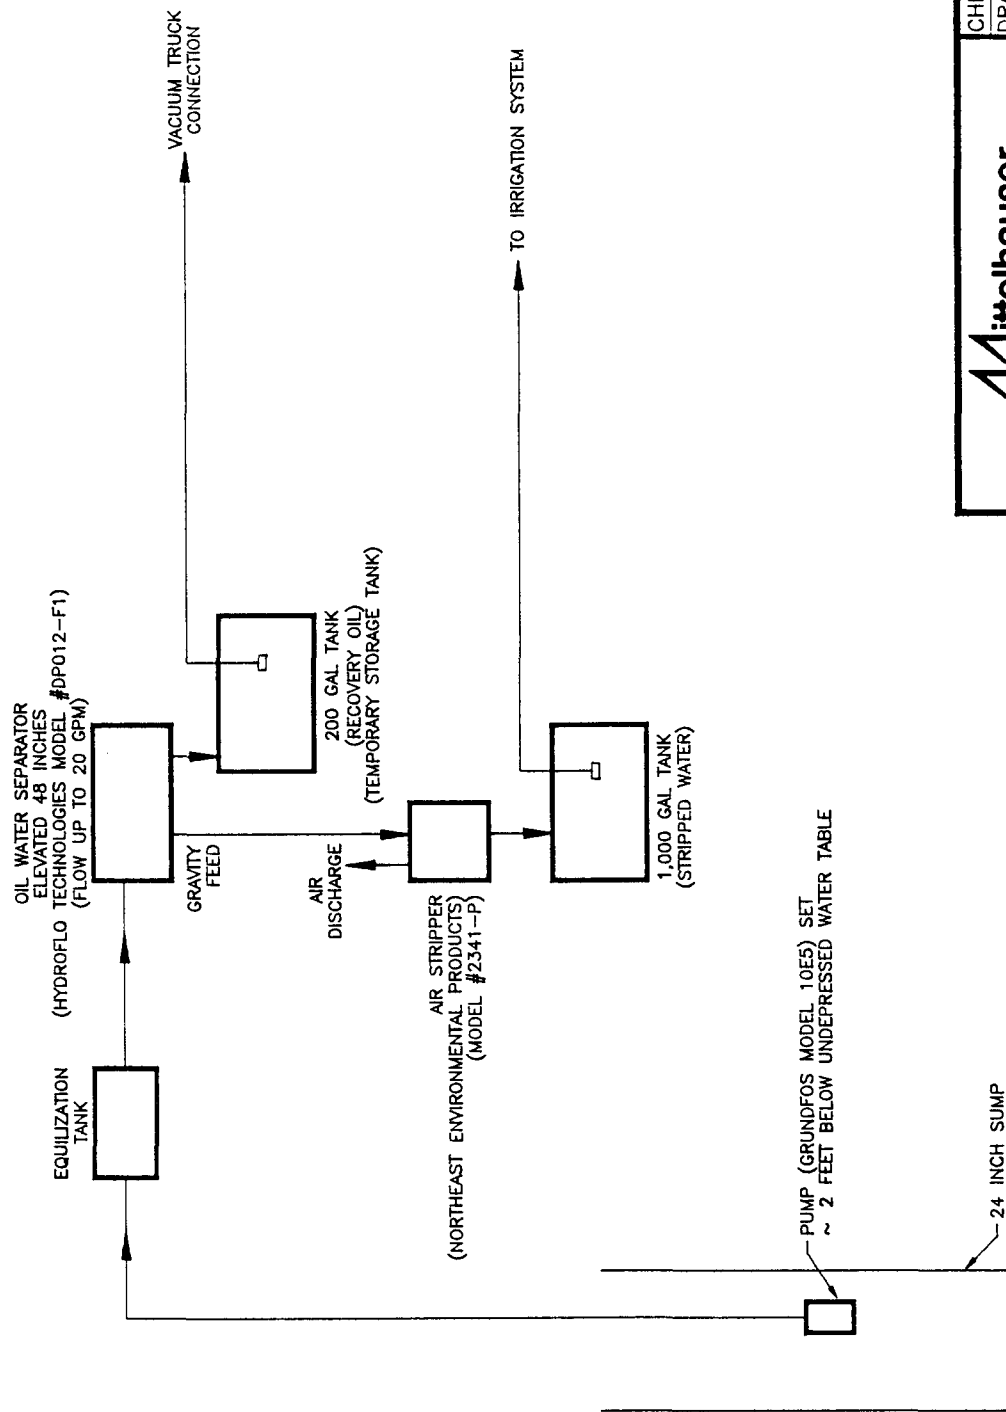 OIL WATER SEPARATOR
ELEVATED 48 INCHES
(HYDROFLO TECHNOLOGIES MODEL #DP012-F1)
(FLOW UP TO 20 GPM)
VACUUM TRUCK
CONNECTION
EQUILIZATION
TANK
GRAVITY
FEED
200 GAL TANK
(RECOVERY OIL)
(TEMPORARY STORAGE TANK)
AIR
DISCHARGE
TO IRRIGATION SYSTEM
AIR STRIPPER
(NORTHEAST ENVIRONMENTAL PRODUCTS)
(MODEL #2341-P)
1,000 GAL TANK
(STRIPPED WATER)
PUMP (GRUNDFOS MODEL 10E5) SET
~ 2 FEET BELOW UNDEPRESSED WATER TABLE
24 INCH SUMP
Mittelhauser